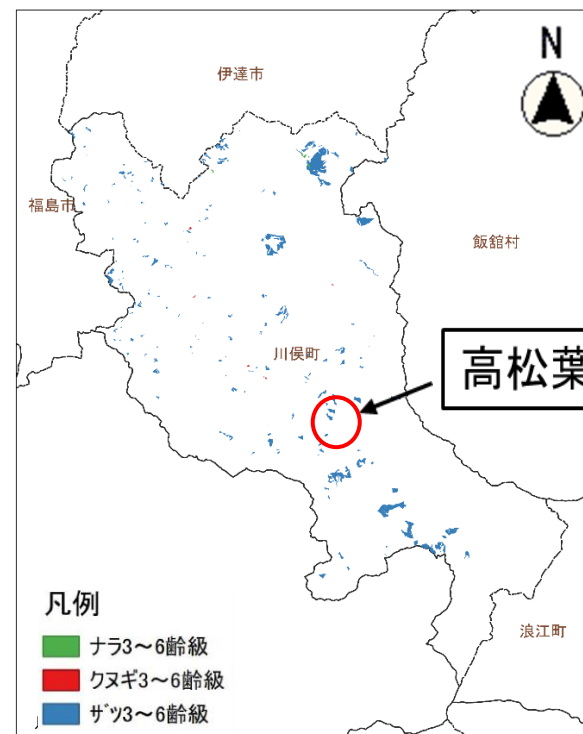 N
伊達市
福島市
飯舘村
川俣町
高松葉
浪江町
凡例
ナラ3～6齢級
クヌギ3～6齢級
ザツ3～6齢級